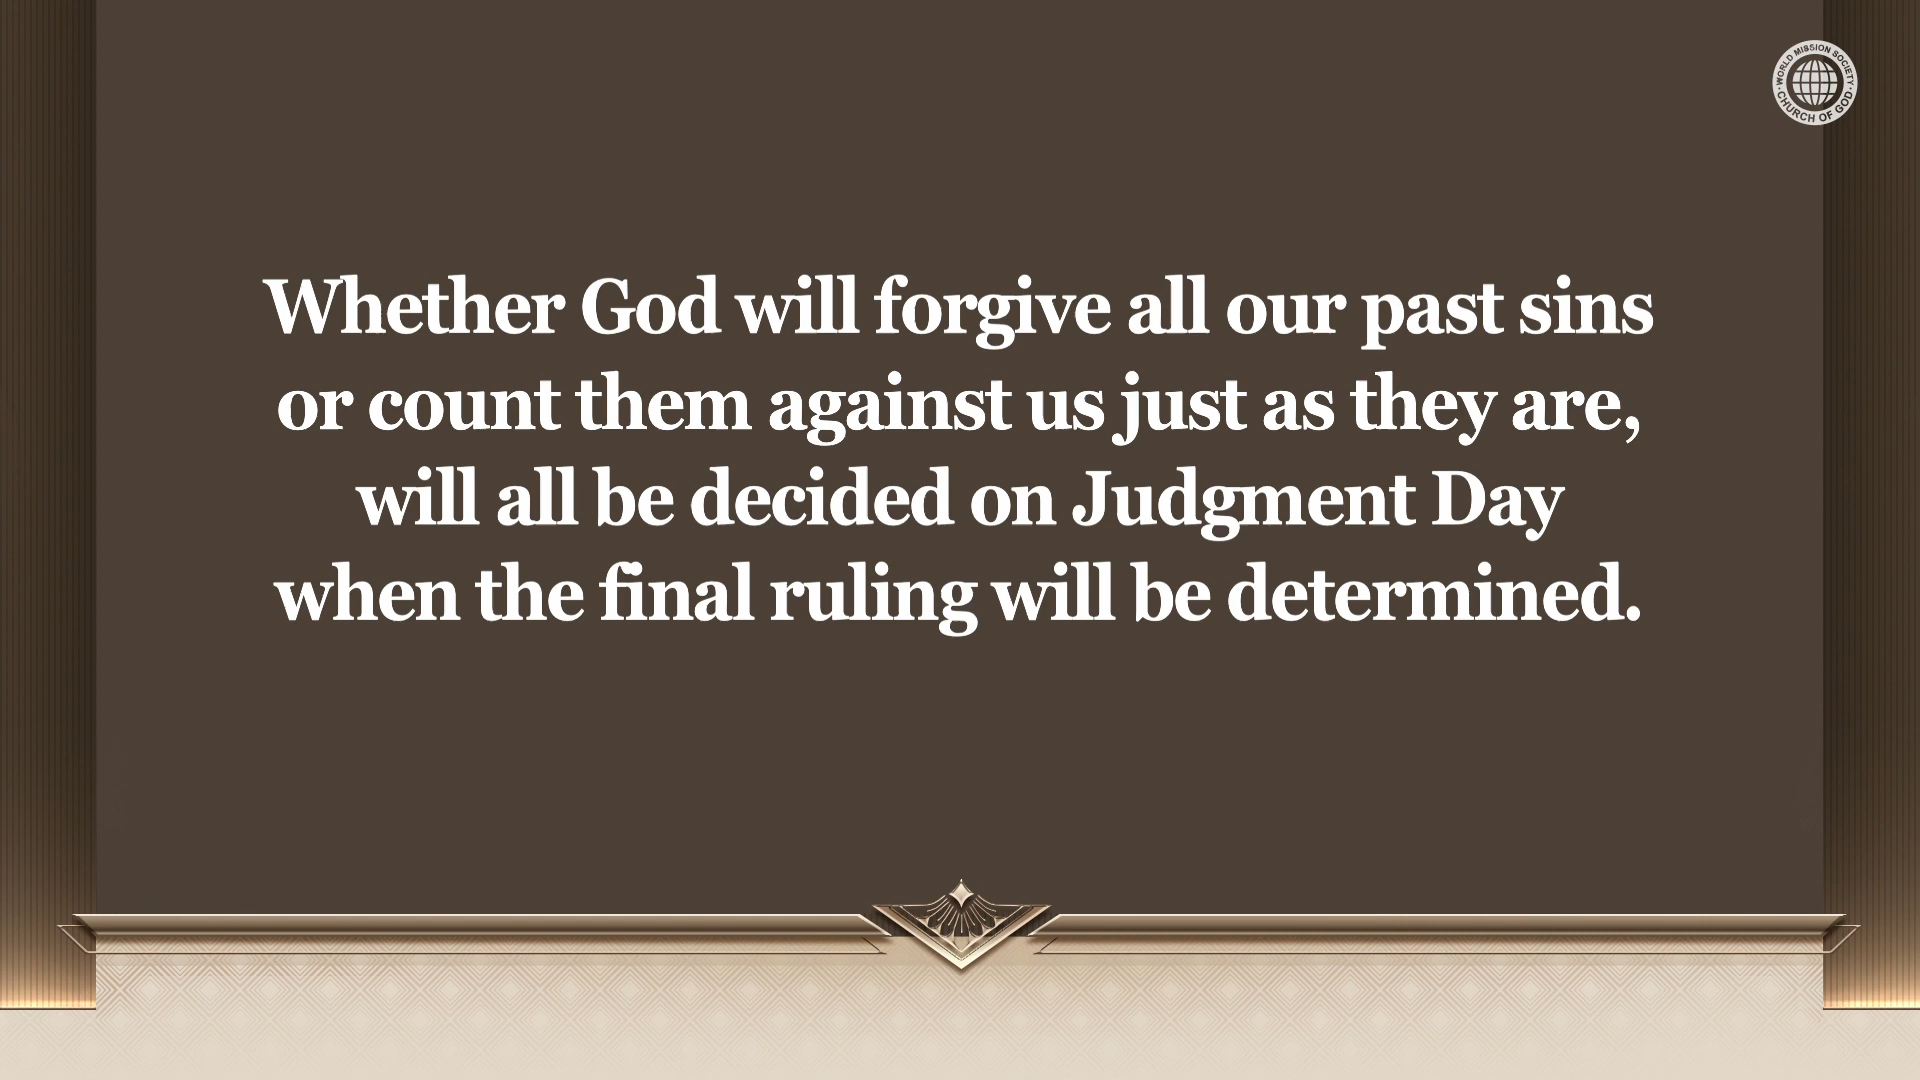 WORLD MISSION SOCIETY
CHURCH OF GOD
Whether God will forgive all our past sins
or count them against us just as they are,
will all be decided on Judgment Day
when the final ruling will be determined.